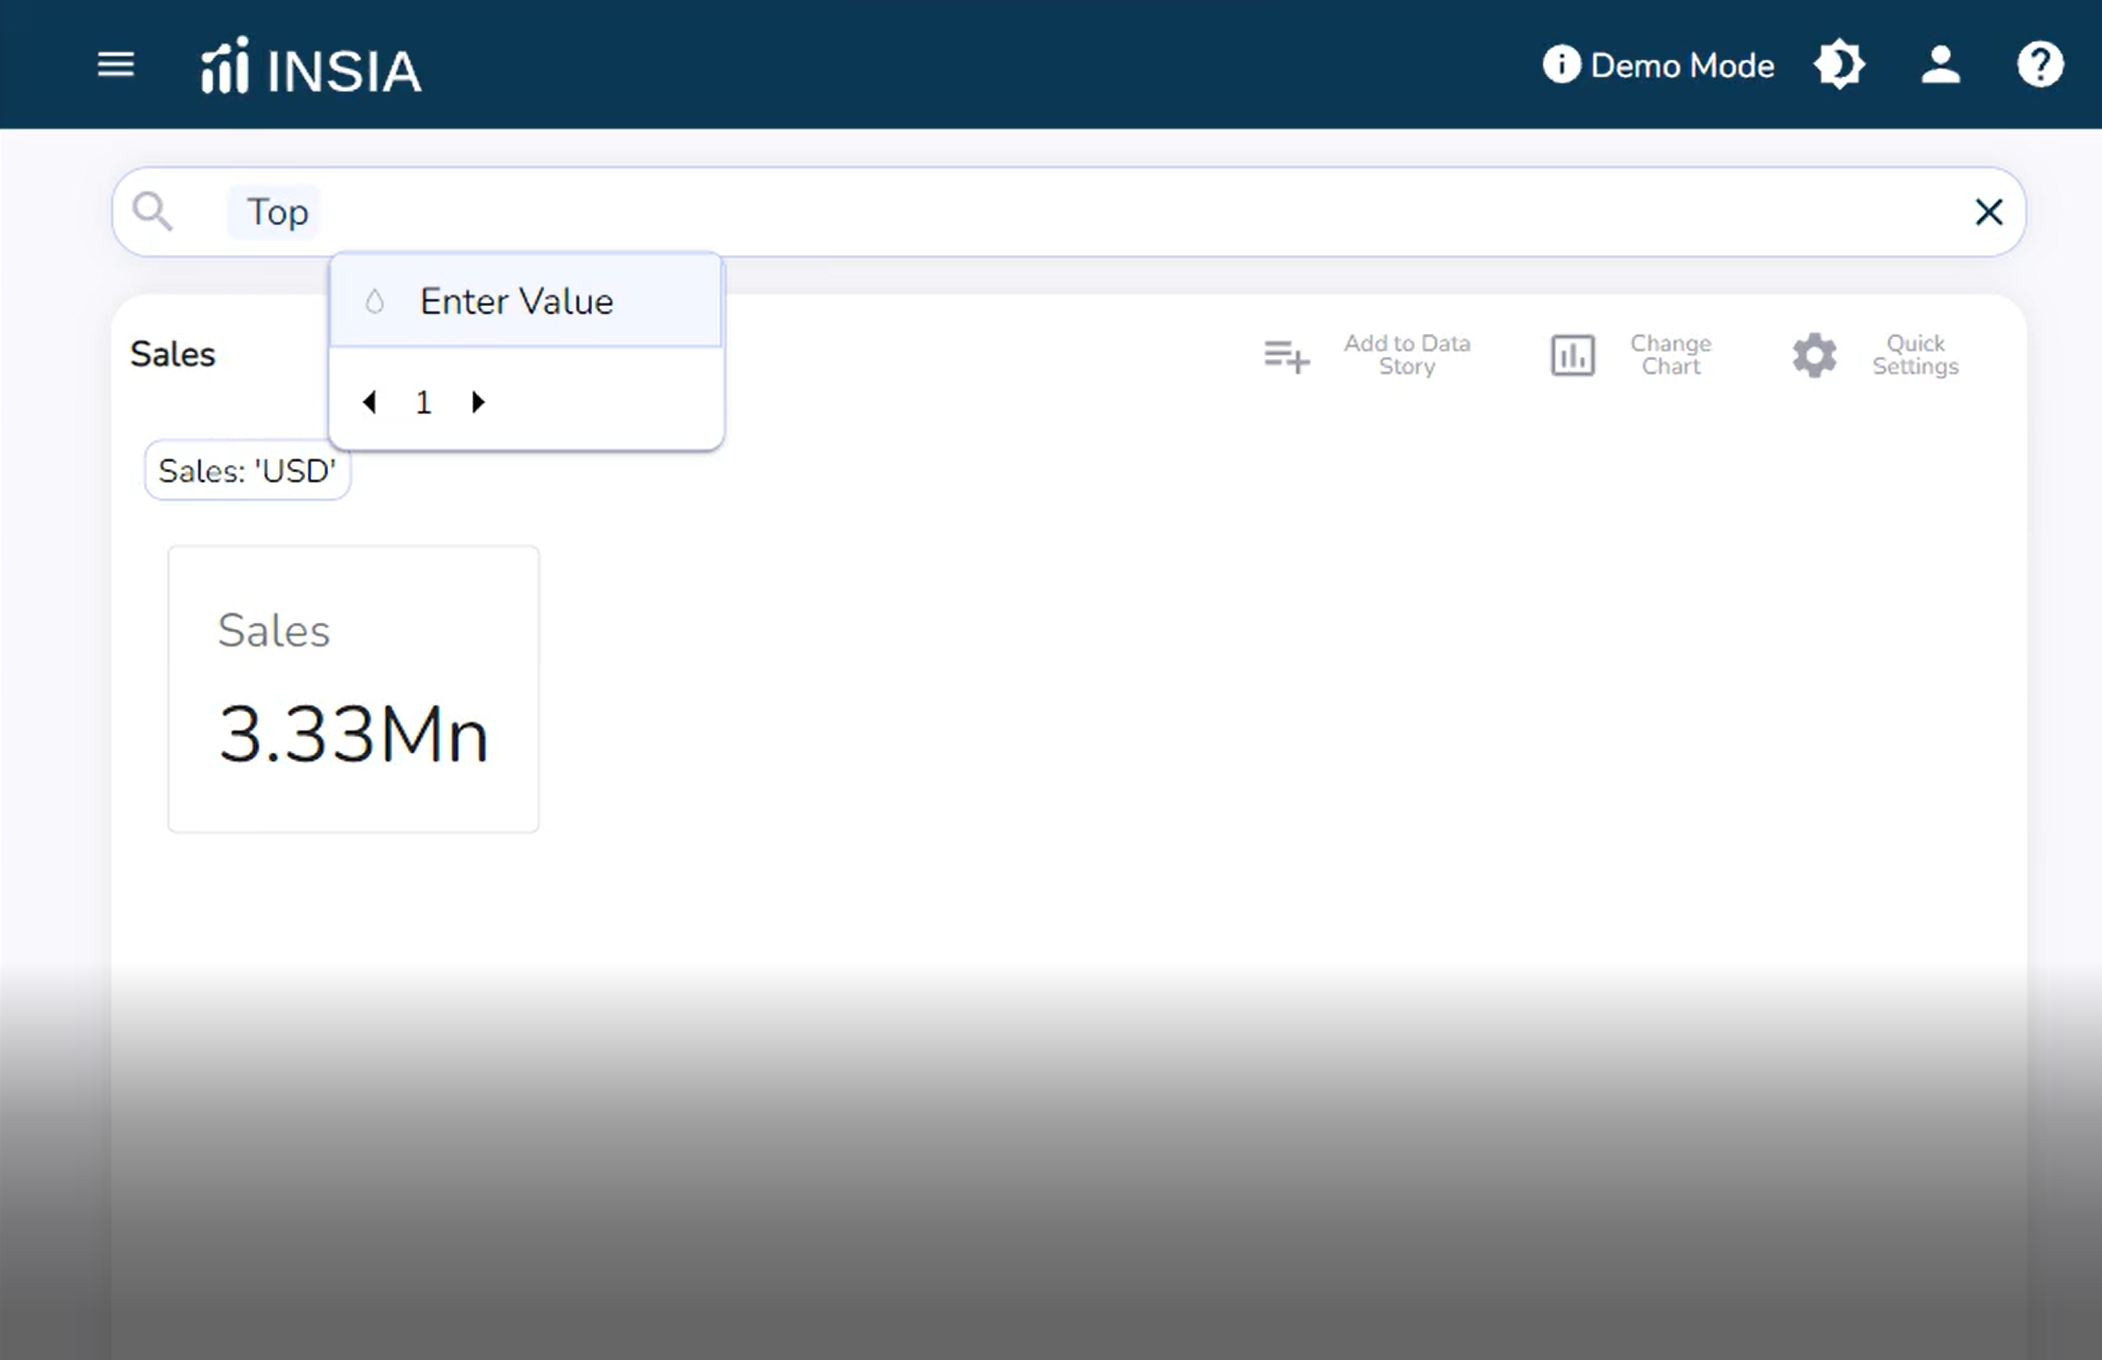 INSIA
Demo Mode
Top
Enter Value
1
Sales
Add to Data
Story
Change
Chart
Quick
Settings
Sales: 'USD'
Sales
3.33Mn